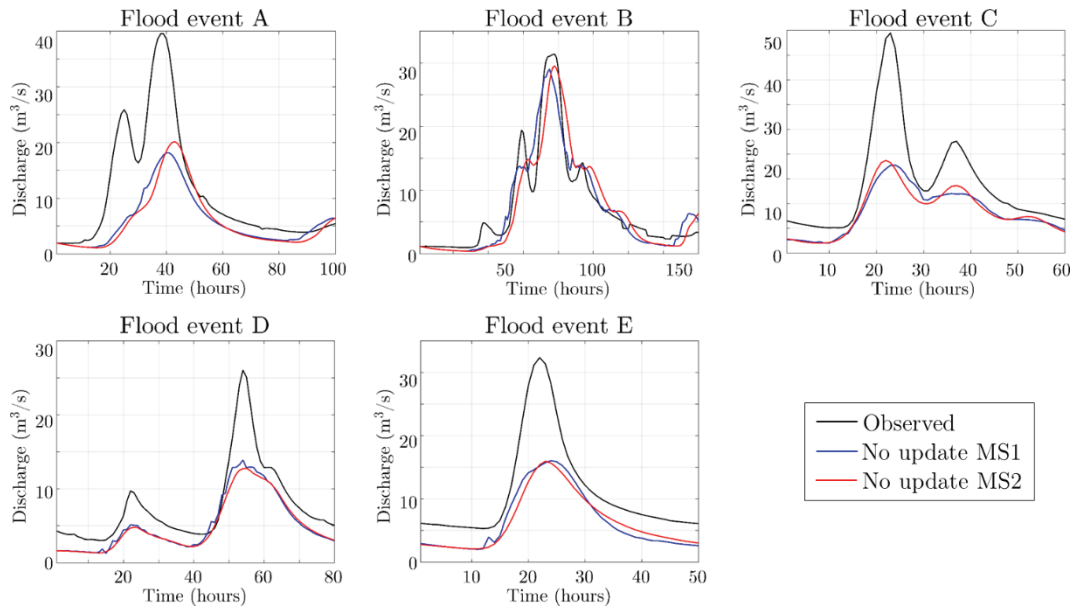 Flood event A
40
30
20
10
0
Discharge (m³/s)
20
40
60
80
100
Time (hours)
Flood event B
30
20
10
0
Discharge (m³/s)
50
100
150
Time (hours)
Flood event C
50
40
30
20
10
0
Discharge (m³/s)
10
20
30
40
50
60
Time (hours)
Flood event D
30
20
10
0
Discharge (m³/s)
20
40
60
80
Time (hours)
Flood event E
30
20
10
0
Discharge (m³/s)
10
20
30
40
50
Time (hours)
Observed
No update MS1
No update MS2